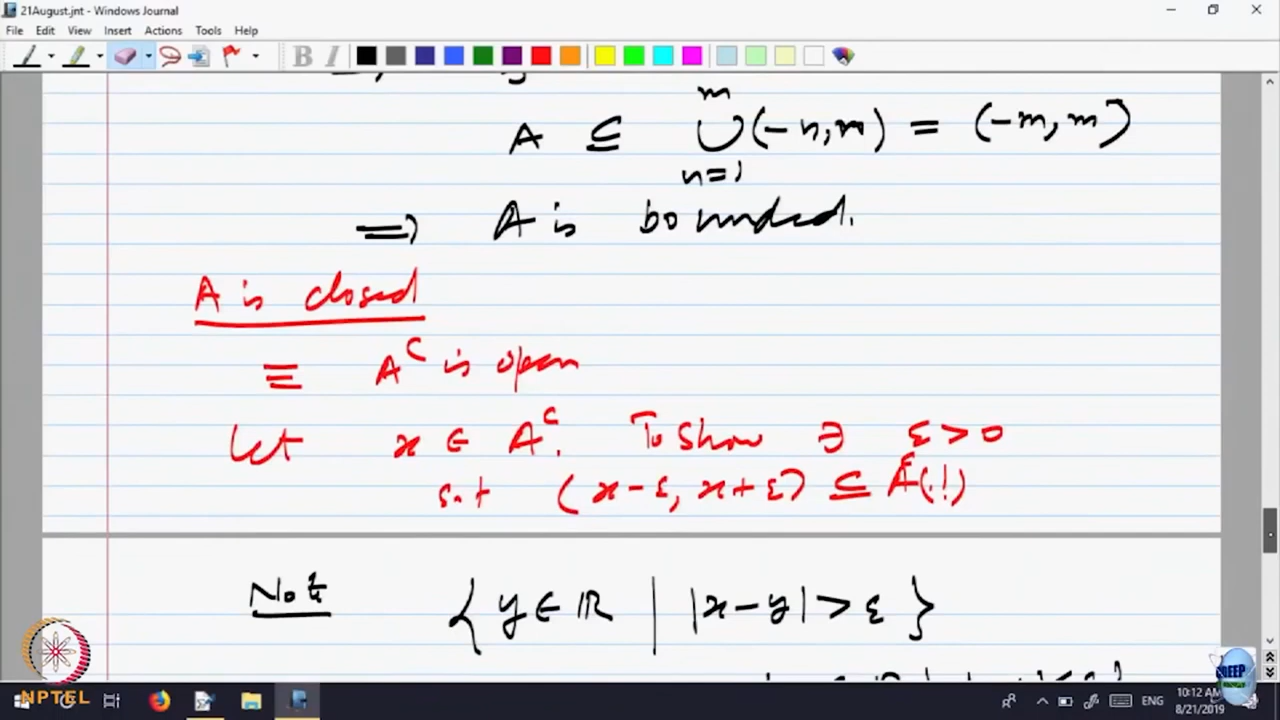 21August.jnt - Windows Journal
File Edit View Insert Actions Tools Help
B I
m
A ⊆ ∪ (-n,m) = (-m,m)
n=1
⟹ A is bounded.
A is closed
≡ A^c is open
Let x ∈ A^c. To Show ∃ ε > 0
s.t (x-ε, x+ε) ⊆ A^c(!)
Note { y ∈ ℝ | |x-y| > ε }
NPTEL
CDEEP
ENG
10:12 AM
8/21/2019